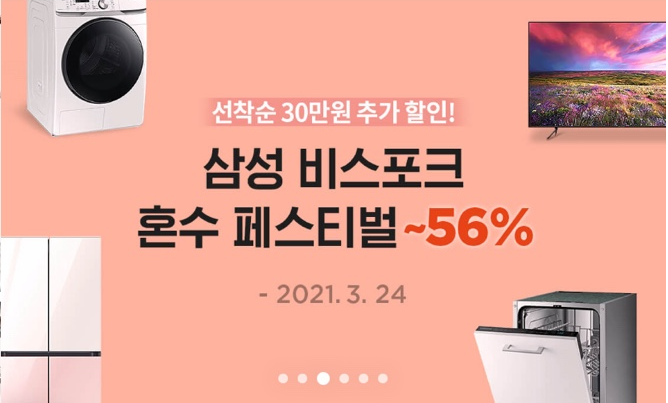 선착순 30만원 추가 할인!
삼성 비스포크
혼수 페스티벌 ~56%
- 2021. 3. 24